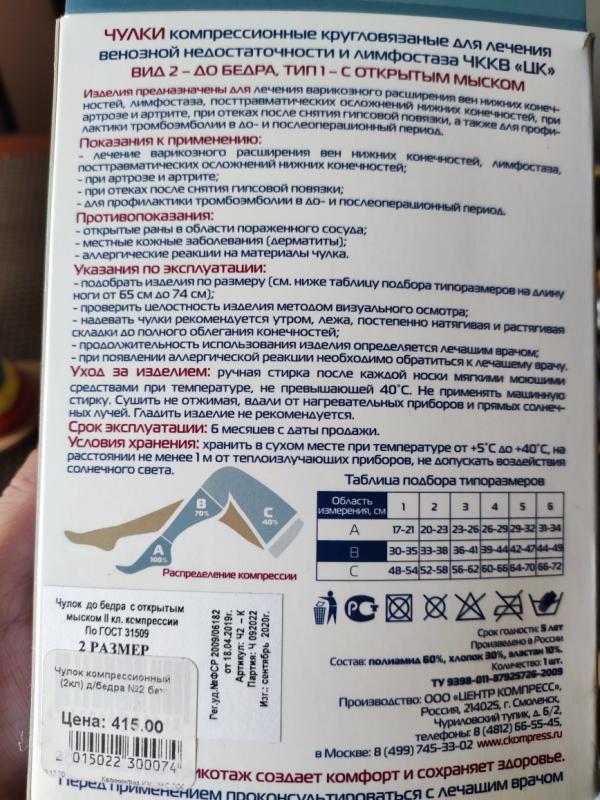 ЧУЛКИ компрессионные кругловязаные для лечения
венозной недостаточности и лимфостаза ЧККВ «ЦК»
ВИД 2 – ДО БЕДРА, ТИП 1 – С ОТКРЫТЫМ МЫСКОМ
Изделия предназначены для лечения варикозного расширения вен нижних конеч-
ностей, лимфостаза, посттравматических осложнений нижних конечностей, при
артрозе и артрите, при отеках после снятия гипсовой повязки, а также для профи-
лактики тромбоэмболии в до- и послеоперационный период.
Показания к применению:
- лечение варикозного расширения вен нижних конечностей, лимфостаза,
посттравматических осложнений нижних конечностей;
- при артрозе и артрите;
- при отеках после снятия гипсовой повязки;
- для профилактики тромбоэмболии в до- и послеоперационный период.
Противопоказания:
- открытые раны в области пораженного сосуда;
- местные кожные заболевания (дерматиты);
- аллергические реакции на материалы чулка.
Указания по эксплуатации:
- подобрать изделия по размеру (см. ниже таблицу подбора типоразмеров на длину
ноги от 65 см до 74 см);
- проверить целостность изделия методом визуального осмотра;
- надевать чулки рекомендуется утром, лежа, постепенно натягивая и растягивая
складки до полного облегания конечностей;
- продолжительность использования изделия определяется лечащим врачом;
- при появлении аллергической реакции необходимо обратиться к лечащему врачу.
Уход за изделием: ручная стирка после каждой носки мягкими моющими
средствами при температуре, не превышающей 40°С. Не применять машинную
стирку. Сушить не отжимая, вдали от нагревательных приборов и прямых солнеч-
ных лучей. Гладить изделие не рекомендуется.
Срок эксплуатации: 6 месяцев с даты продажи.
Условия хранения: хранить в сухом месте при температуре от +5°С до +40°С, на
расстоянии не менее 1 м от теплоизлучающих приборов, не допускать воздействия
солнечного света.
A 100%
B 70%
C 40%
Распределение компрессии
Таблица подбора типоразмеров
Область измерения, см 1 2 3 4 5 6
A 17-21 20-23 23-26 26-29 29-32 31-34
B 30-35 33-38 36-41 39-44 42-47 44-49
C 48-54 52-58 56-62 60-66 64-70 66-72
РС
Срок годности: 5 лет
Произведено в России
Состав: полиамид 60%, хлопок 30%, эластан 10%.
Количество: 1 шт.
ТУ 9398-011-87925726-2009
Производство: ООО «ЦЕНТР КОМПРЕСС»,
Россия, 214025, г. Смоленск,
Чуриловский тупик, д. 6/2,
телефоны: 8 (4812) 66-55-45,
в Москве: 8 (499) 745-33-02 www.ckompress.ru
Чулок до бедра с открытым
мыском II кл. компрессии
По ГОСТ 31509
2 РАЗМЕР
Рег.уд.№ФСР 2009/06182
от 18.04.2019г.
Артикул: Ч2 - К
Партия: Ч 092022
Изг.: сентябрь 2020г.
Чулок компрессионный
(2кл) д/бедра №2 беж
Цена: 415.00
2 015022 300074
икотаж создает комфорт и сохраняет здоровье.
Перед применением проконсультироваться с лечащим врачом